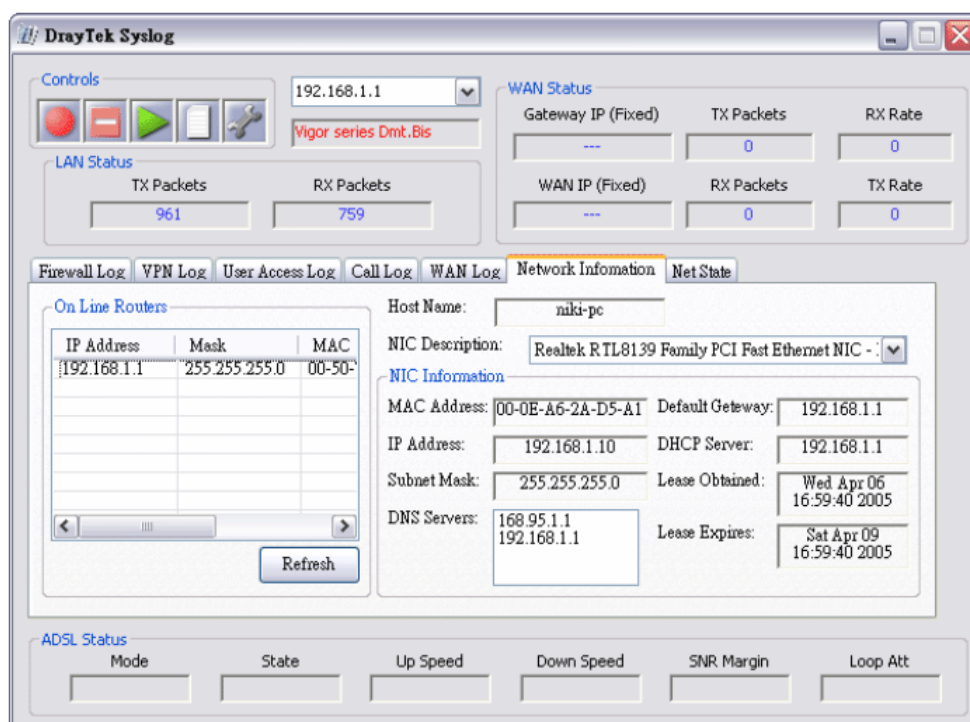 DrayTek Syslog
Controls
192.168.1.1
Vigor series Dmt.Bis
WAN Status
Gateway IP (Fixed) TX Packets RX Rate
--- 0 0
WAN IP (Fixed) RX Packets TX Rate
--- 0 0
LAN Status
TX Packets RX Packets
961 759
Firewall Log VPN Log User Access Log Call Log WAN Log Network Infomation Net State
On Line Routers
IP Address Mask MAC
192.168.1.1 255.255.255.0 00-50-
Refresh
Host Name: niki-pc
NIC Description: Realtek RTL8139 Family PCI Fast Ethernet NIC -
NIC Information
MAC Address: 00-0E-A6-2A-D5-A1 Default Geteway: 192.168.1.1
IP Address: 192.168.1.10 DHCP Server: 192.168.1.1
Subnet Mask: 255.255.255.0 Lease Obtained: Wed Apr 06
16:59:40 2005
DNS Servers: 168.95.1.1
192.168.1.1
Lease Expires: Sat Apr 09
16:59:40 2005
ADSL Status
Mode State Up Speed Down Speed SNR Margin Loop Att